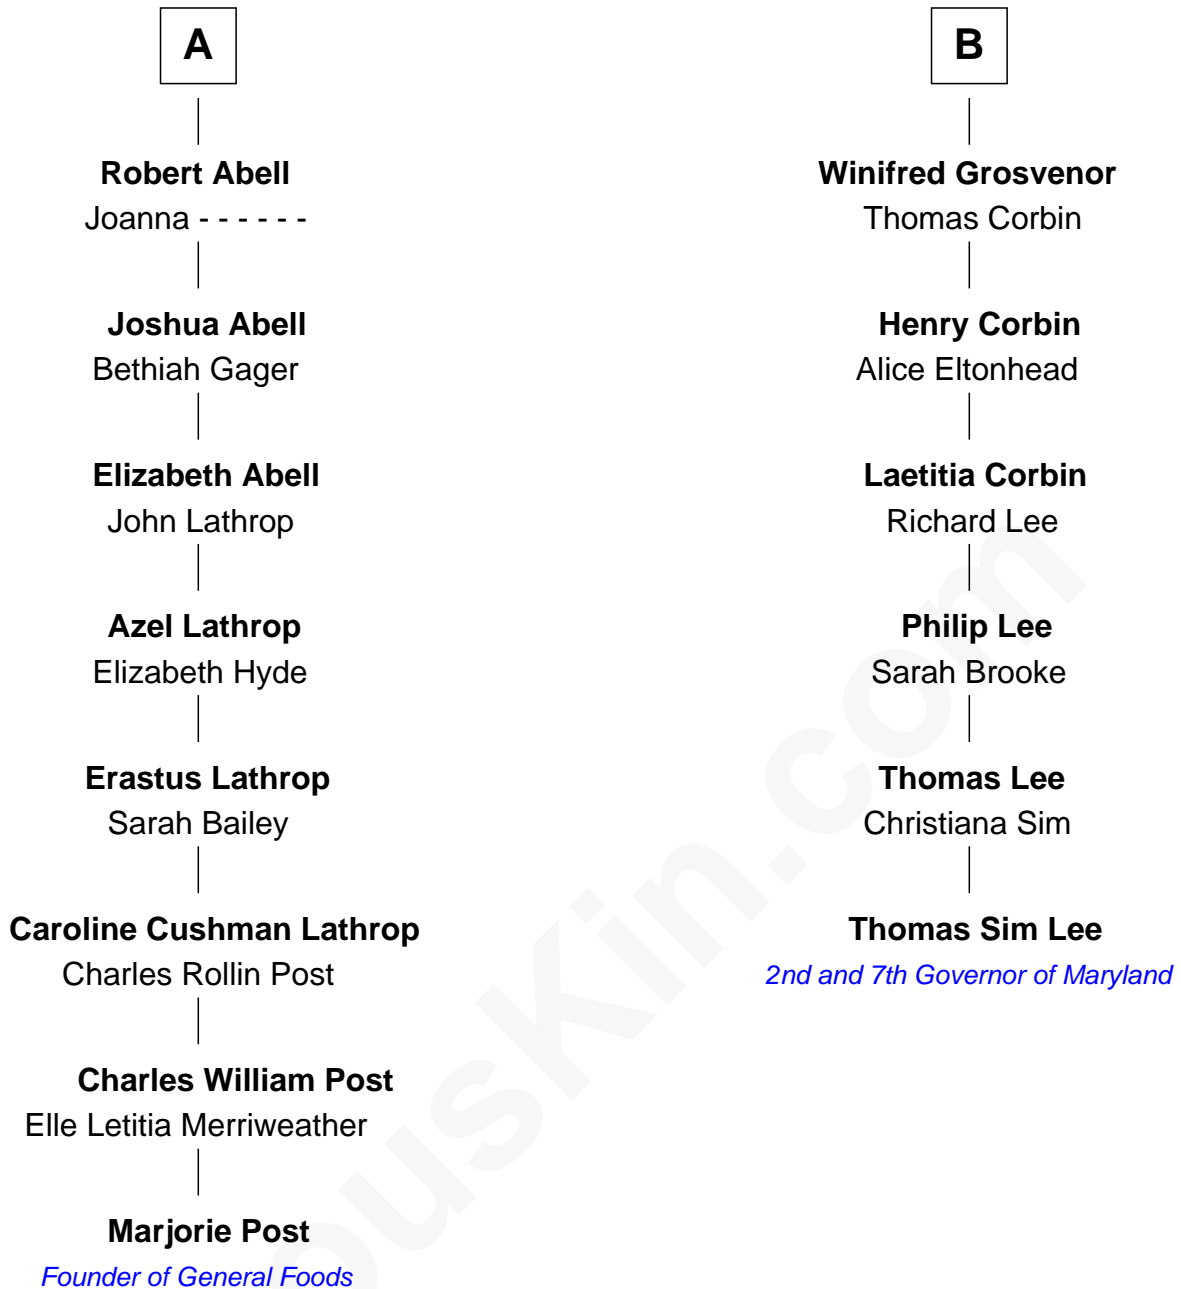 A
Robert Abell
Joanna - - - - - -
Joshua Abell
Bethiah Gager
Elizabeth Abell
John Lathrop
Azel Lathrop
Elizabeth Hyde
Erastus Lathrop
Sarah Bailey
Caroline Cushman Lathrop
Charles Rollin Post
Charles William Post
Elle Letitia Merriweather
Marjorie Post
Founder of General Foods
B
Winifred Grosvenor
Thomas Corbin
Henry Corbin
Alice Eltonhead
Laetitia Corbin
Richard Lee
Philip Lee
Sarah Brooke
Thomas Lee
Christiana Sim
Thomas Sim Lee
2nd and 7th Governor of Maryland
ousKin.com